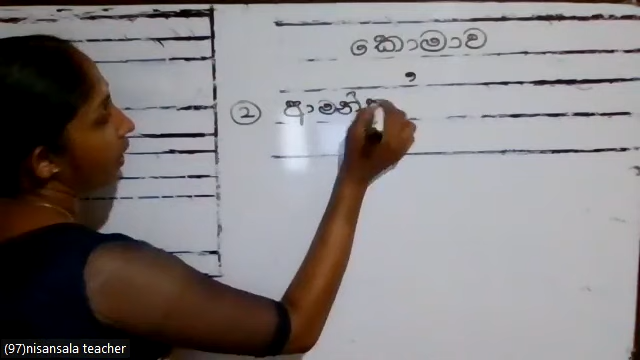 කොමාව
,
② ආමන්ත
(97)nisansala teacher